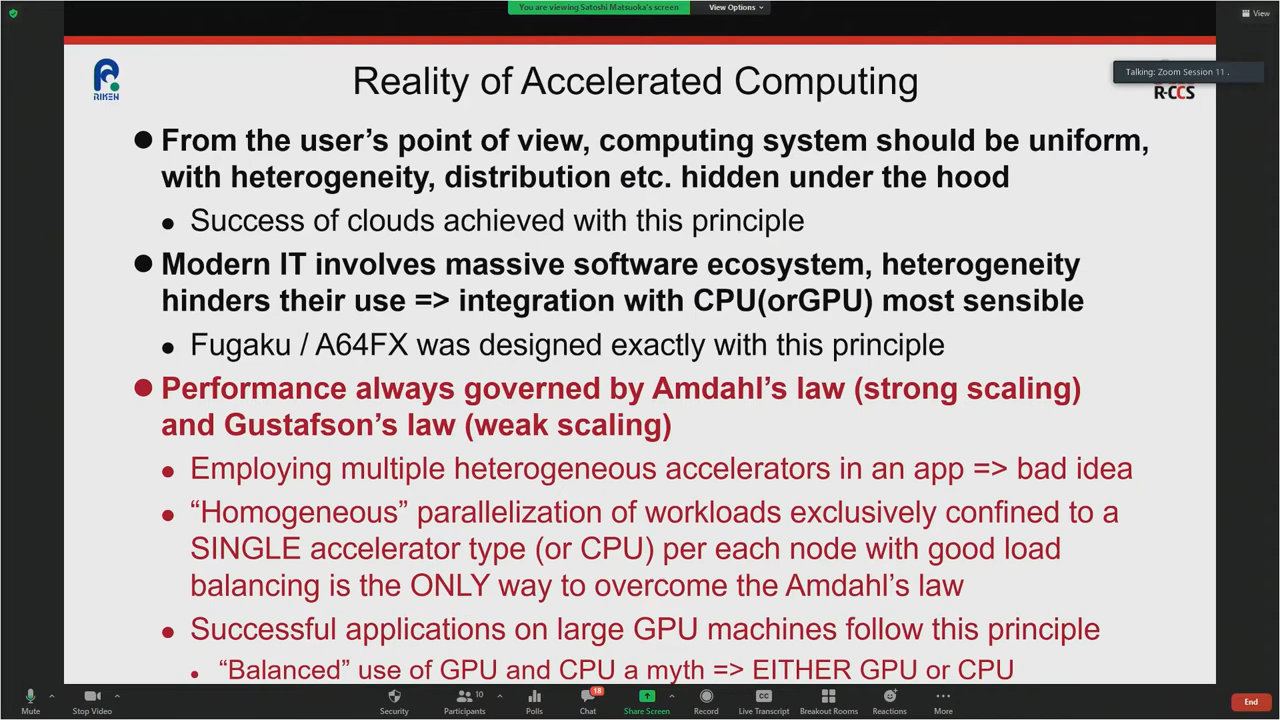 You are viewing Satoshi Matsuoka's screen
View Options
View
Talking: Zoom Session 11 .
RIKEN
Reality of Accelerated Computing
R-CCS
● From the user’s point of view, computing system should be uniform,
with heterogeneity, distribution etc. hidden under the hood
• Success of clouds achieved with this principle
● Modern IT involves massive software ecosystem, heterogeneity
hinders their use => integration with CPU(orGPU) most sensible
• Fugaku / A64FX was designed exactly with this principle
● Performance always governed by Amdahl’s law (strong scaling)
and Gustafson’s law (weak scaling)
• Employing multiple heterogeneous accelerators in an app => bad idea
• “Homogeneous” parallelization of workloads exclusively confined to a
SINGLE accelerator type (or CPU) per each node with good load
balancing is the ONLY way to overcome the Amdahl’s law
• Successful applications on large GPU machines follow this principle
• “Balanced” use of GPU and CPU a myth => EITHER GPU or CPU
10
18
Mute
Stop Video
Security
Participants
Polls
Chat
Share Screen
Record
Live Transcript
Breakout Rooms
Reactions
More
End